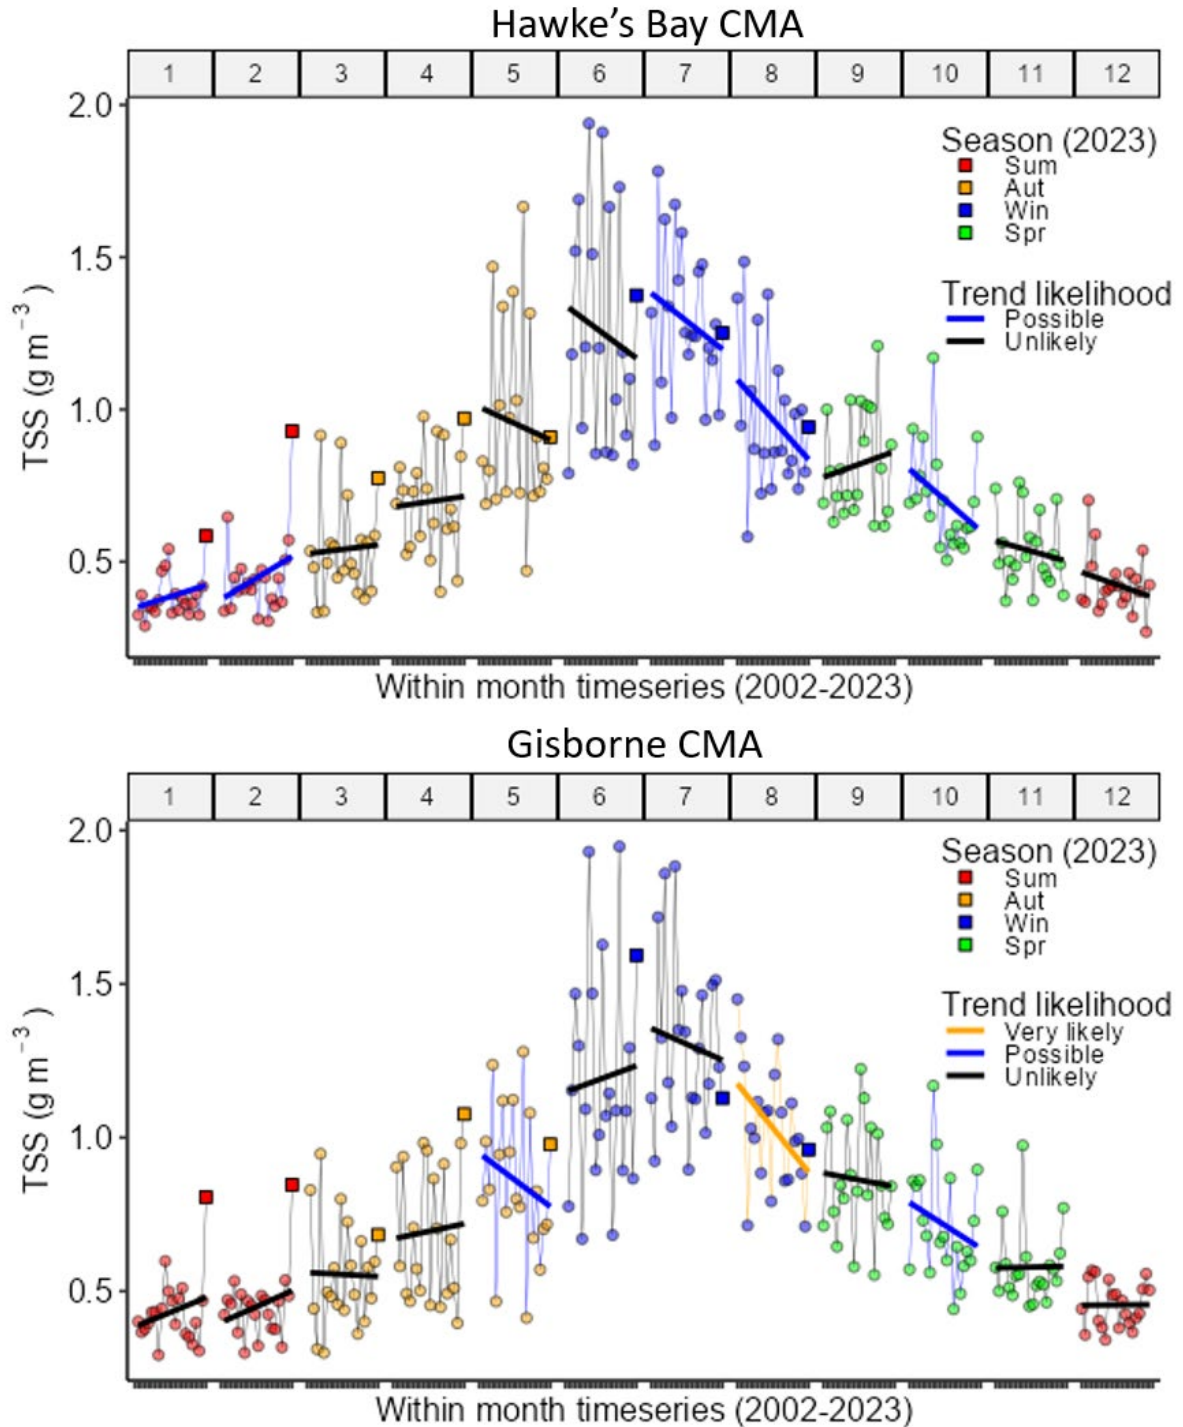 Hawke's Bay CMA
1 2 3 4 5 6 7 8 9 10 11 12
2.0
1.5
1.0
0.5
TSS (g m⁻³)
Season (2023)
Sum
Aut
Win
Spr
Trend likelihood
Possible
Unlikely
Within month timeseries (2002-2023)
Gisborne CMA
1 2 3 4 5 6 7 8 9 10 11 12
2.0
1.5
1.0
0.5
TSS (g m⁻³)
Season (2023)
Sum
Aut
Win
Spr
Trend likelihood
Very likely
Possible
Unlikely
Within month timeseries (2002-2023)